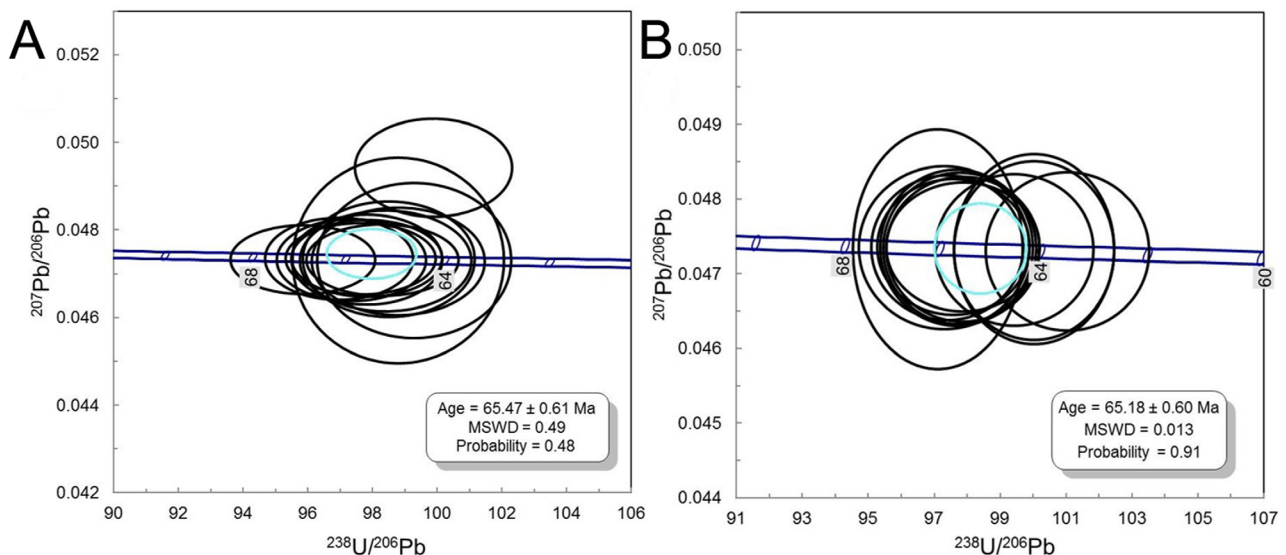 A
0.052
0.050
0.048
0.046
0.044
0.042
207Pb/206Pb
68
64
Age = 65.47 ± 0.61 Ma
MSWD = 0.49
Probability = 0.48
90 92 94 96 98 100 102 104 106
238U/206Pb
B
0.050
0.049
0.048
0.047
0.046
0.045
0.044
207Pb/206Pb
68
64
60
Age = 65.18 ± 0.60 Ma
MSWD = 0.013
Probability = 0.91
91 93 95 97 99 101 103 105 107
238U/206Pb